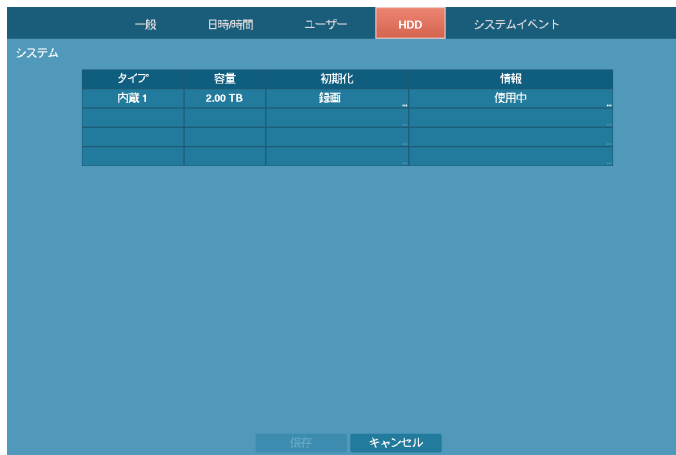 一般 日時/時間 ユーザー HDD システムイベント
システム
タイプ 容量 初期化 情報
内蔵 1 2.00 TB 録画 ... 使用中 ...
保存 キャンセル